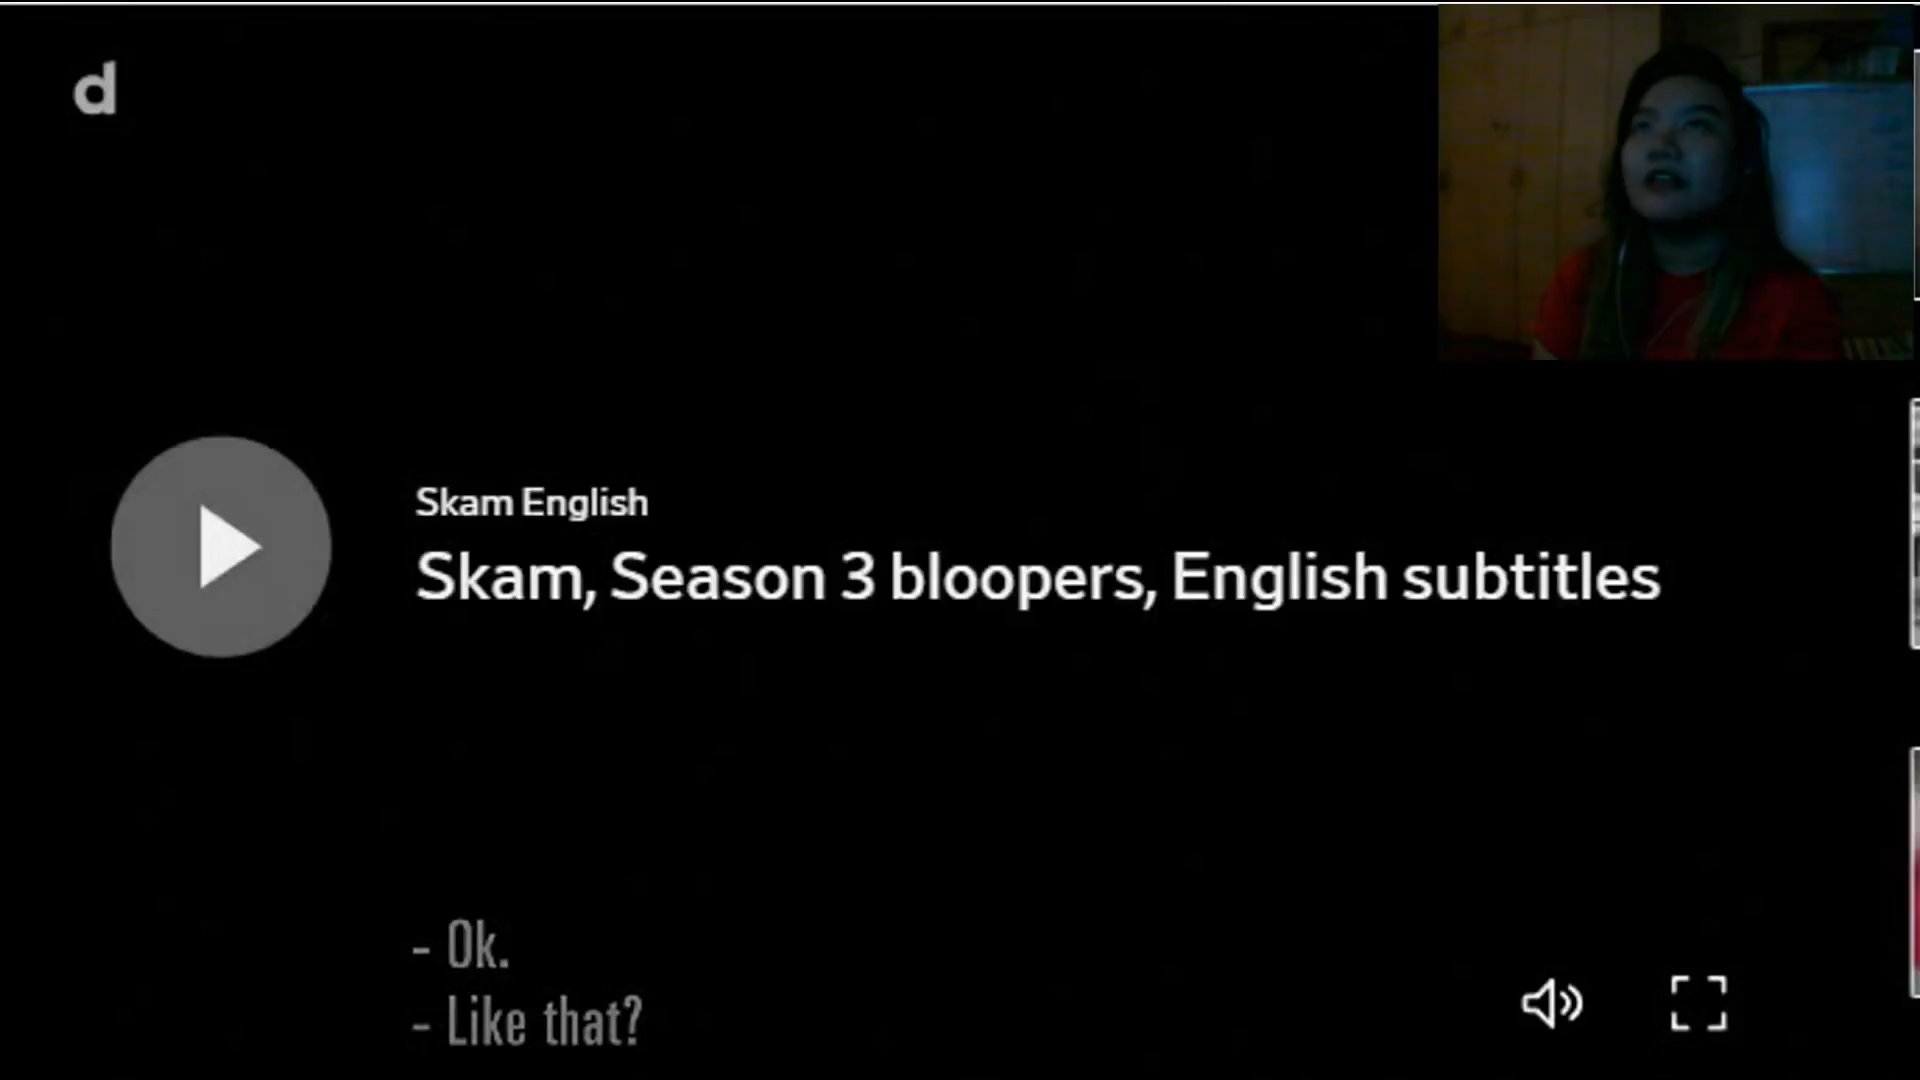 d
Skam English
Skam, Season 3 bloopers, English subtitles
- Ok.
- Like that?